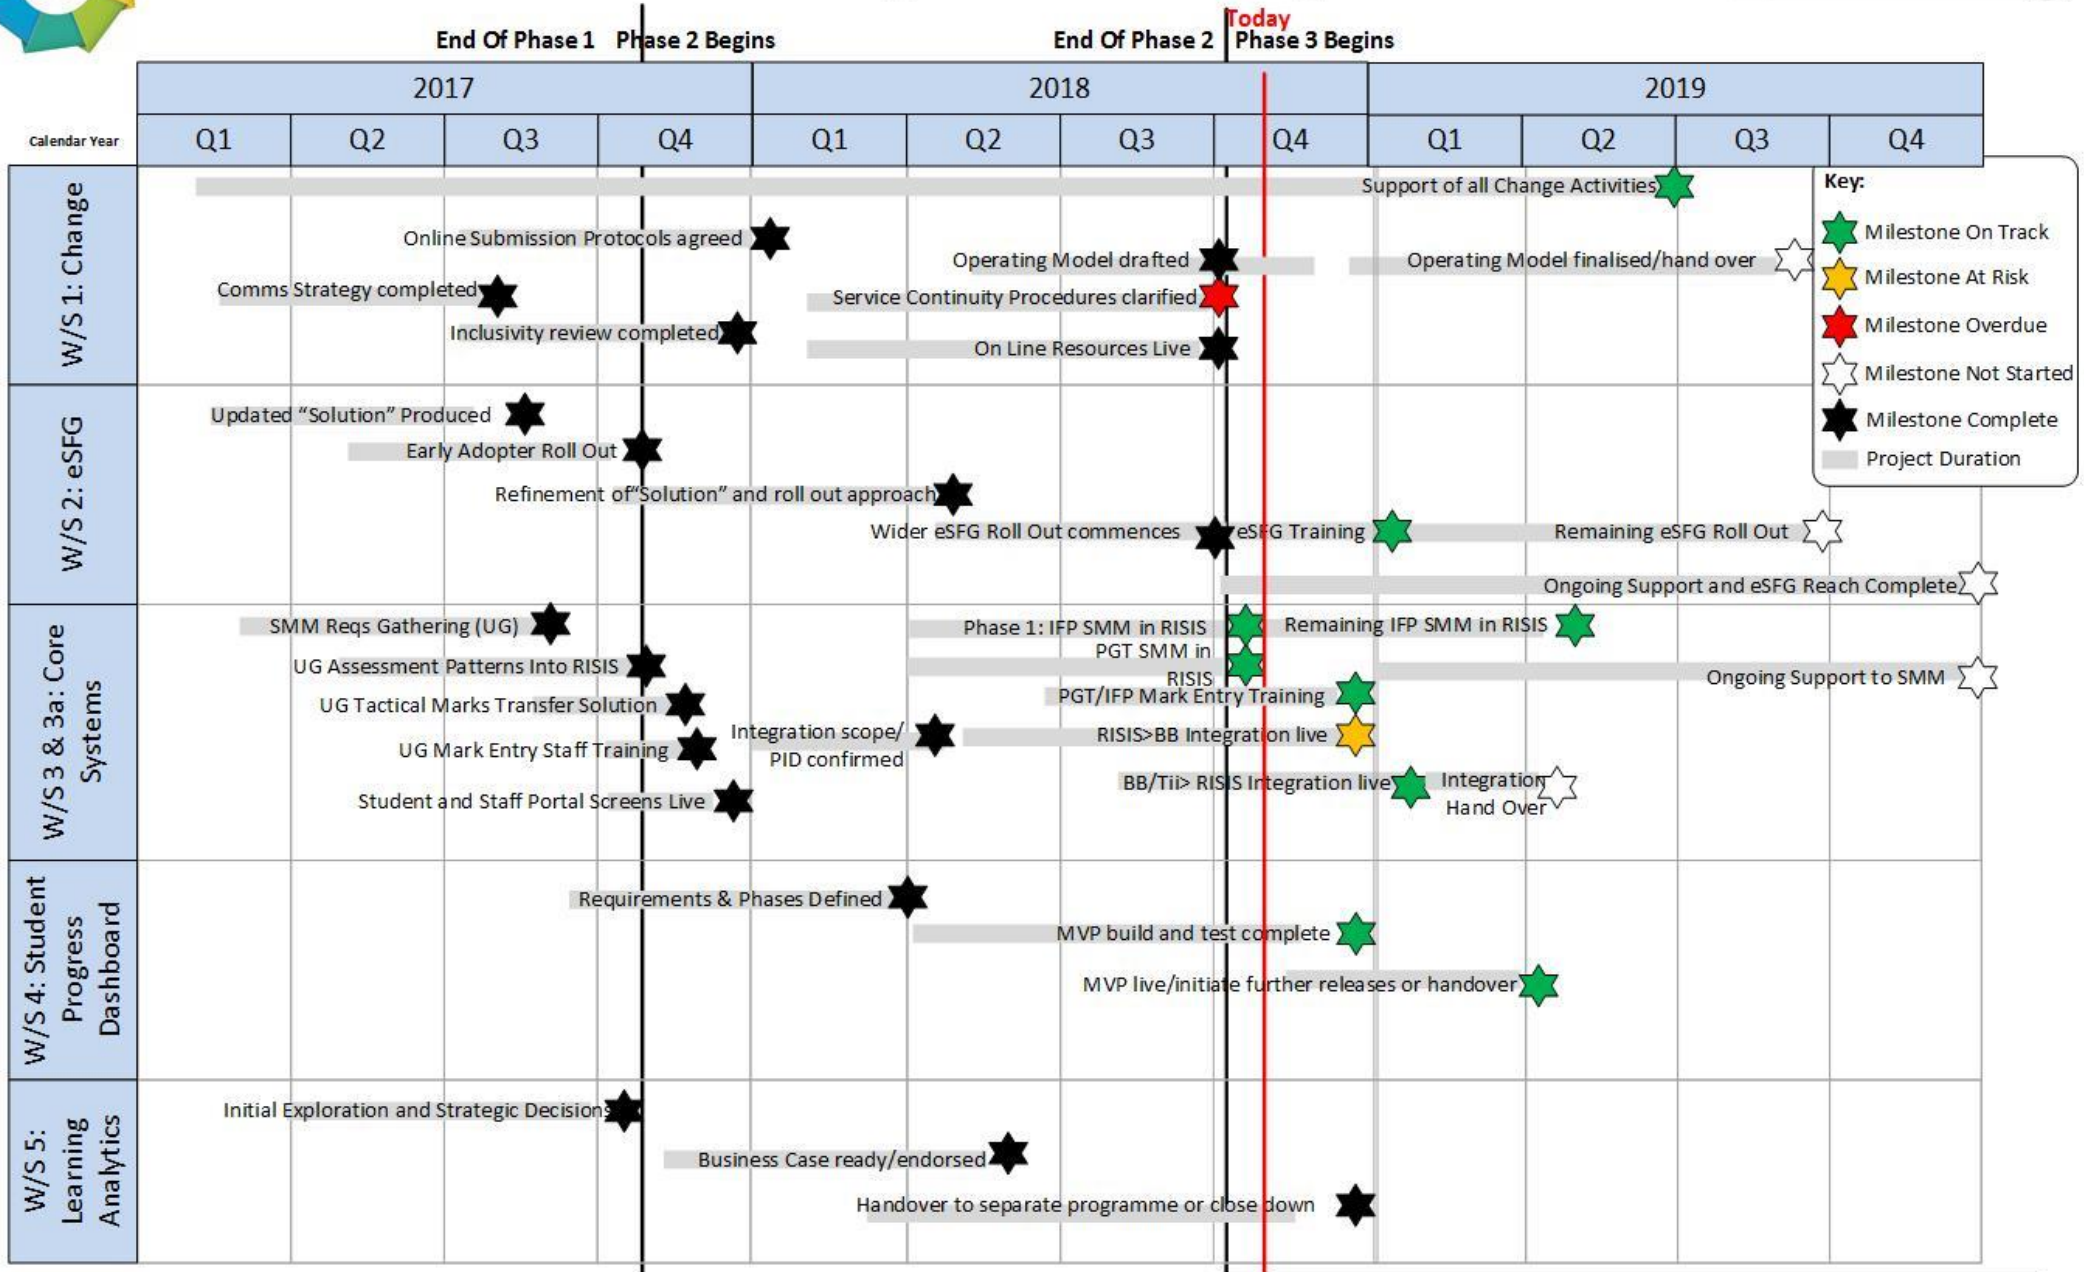 Today
End Of Phase 1 Phase 2 Begins End Of Phase 2 Phase 3 Begins
2017 2018 2019
Calendar Year Q1 Q2 Q3 Q4 Q1 Q2 Q3 Q4 Q1 Q2 Q3 Q4
W/S 1: Change
Support of all Change Activities
Online Submission Protocols agreed
Operating Model drafted
Operating Model finalised/hand over
Comms Strategy completed
Service Continuity Procedures clarified
Inclusivity review completed
On Line Resources Live
Key:
Milestone On Track
Milestone At Risk
Milestone Overdue
Milestone Not Started
Milestone Complete
Project Duration
W/S 2: eSFG
Updated “Solution” Produced
Early Adopter Roll Out
Refinement of“Solution” and roll out approach
Wider eSFG Roll Out commences
eSFG Training
Remaining eSFG Roll Out
Ongoing Support and eSFG Reach Complete
W/S 3 & 3a: Core
Systems
SMM Reqs Gathering (UG)
Phase 1: IFP SMM in RISIS
Remaining IFP SMM in RISIS
UG Assessment Patterns Into RISIS
PGT SMM in
RISIS
Ongoing Support to SMM
UG Tactical Marks Transfer Solution
PGT/IFP Mark Entry Training
UG Mark Entry Staff Training
Integration scope/
PID confirmed
RISIS>BB Integration live
BB/Tii> RISIS Integration live
Integration
Hand Over
Student and Staff Portal Screens Live
W/S 4: Student
Progress
Dashboard
Requirements & Phases Defined
MVP build and test complete
MVP live/initiate further releases or handover
W/S 5:
Learning
Analytics
Initial Exploration and Strategic Decisions
Business Case ready/endorsed
Handover to separate programme or close down